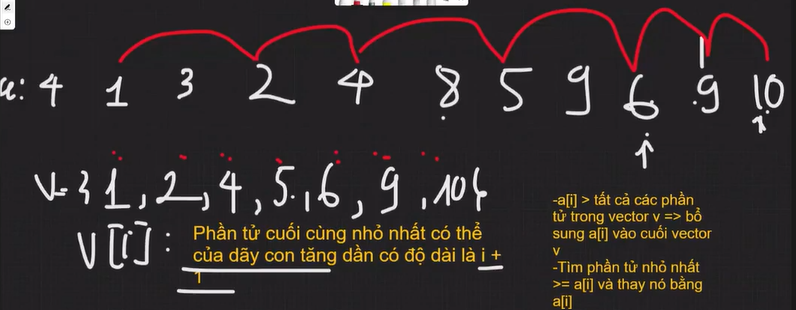 a: 4 1 3 2 4 8 5 9 6 9 10
v = { 1, 2, 4, 5, 6, 9, 10 }
v[i] : Phần tử cuối cùng nhỏ nhất có thể
của dãy con tăng dần có độ dài là i +
1
-a[i] > tất cả các phần
tử trong vector v => bổ
sung a[i] vào cuối vector
v
-Tìm phần tử nhỏ nhất
>= a[i] và thay nó bằng
a[i]